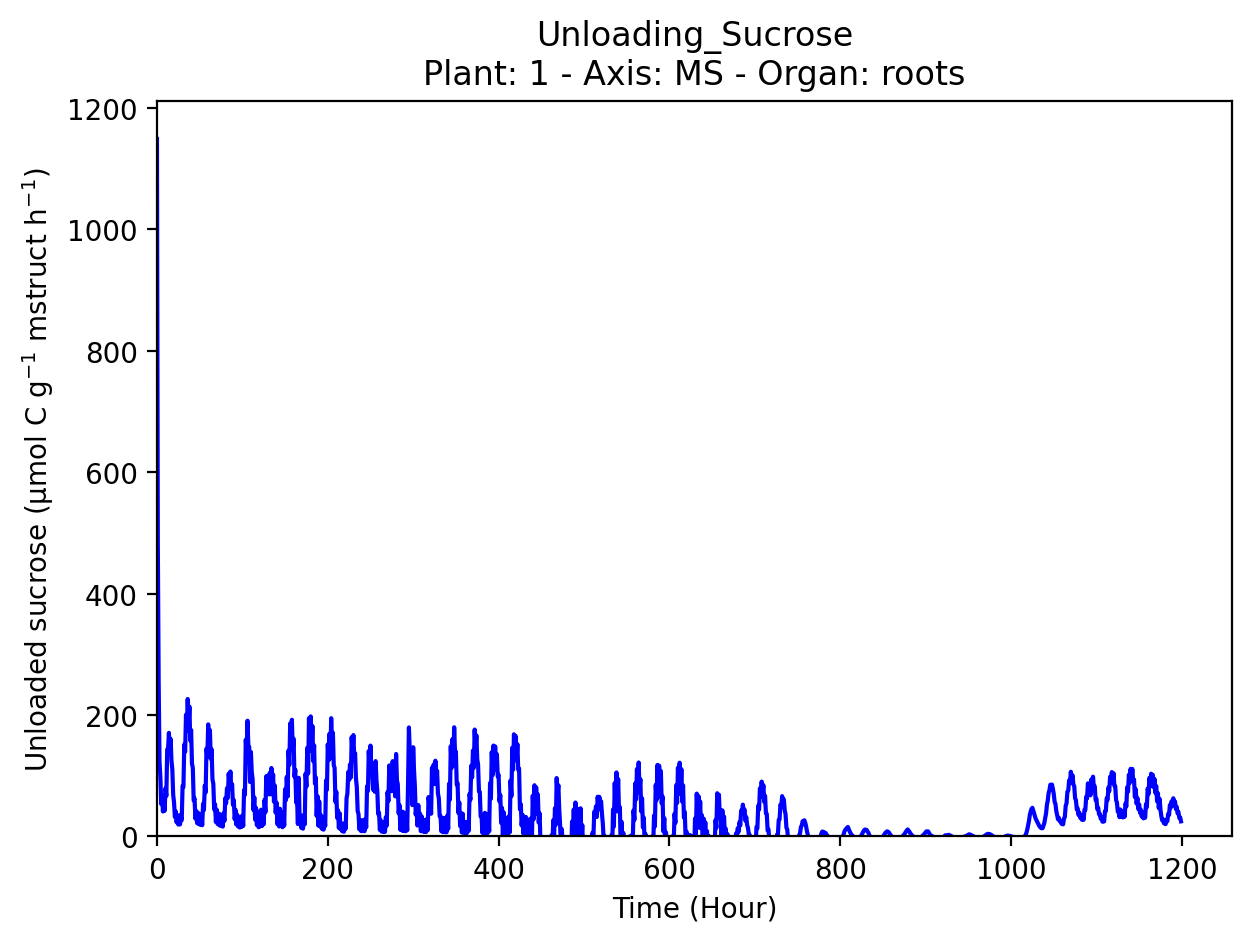 Unloading_Sucrose
Plant: 1 - Axis: MS - Organ: roots
Unloaded sucrose (µmol C g⁻¹ mstruct h⁻¹)
1200
1000
800
600
400
200
0
0 200 400 600 800 1000 1200
Time (Hour)